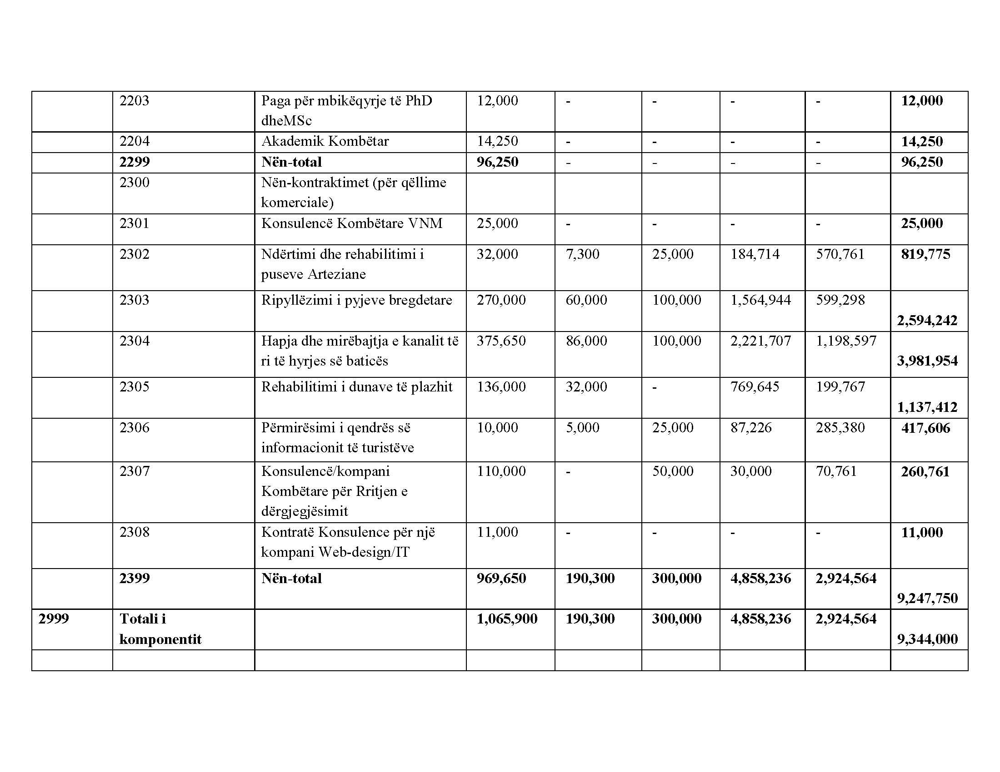 2203 Paga për mbikëqyrje të PhD 12,000 - - - - 12,000
dheMSc
2204 Akademik Kombëtar 14,250 - - - - 14,250
2299 Nën-total 96,250 - - - - 96,250
2300 Nën-kontraktimet (për qëllime
komerciale)
2301 Konsulencë Kombëtare VNM 25,000 - - - - 25,000
2302 Ndërtimi dhe rehabilitimi i 32,000 7,300 25,000 184,714 570,761 819,775
puseve Arteziane
2303 Ripyllëzimi i pyjeve bregdetare 270,000 60,000 100,000 1,564,944 599,298
2,594,242
2304 Hapja dhe mirëbajtja e kanalit të 375,650 86,000 100,000 2,221,707 1,198,597
ri të hyrjes së baticës 3,981,954
2305 Rehabilitimi i dunave të plazhit 136,000 32,000 - 769,645 199,767
1,137,412
2306 Përmirësimi i qendrës së 10,000 5,000 25,000 87,226 285,380 417,606
informacionit të turistëve
2307 Konsulencë/kompani 110,000 - 50,000 30,000 70,761 260,761
Kombëtare për Rritjen e
dërgjegjësimit
2308 Kontratë Konsulence për një 11,000 - - - - 11,000
kompani Web-design/IT
2399 Nën-total 969,650 190,300 300,000 4,858,236 2,924,564
9,247,750
2999 Totali i 1,065,900 190,300 300,000 4,858,236 2,924,564
komponentit 9,344,000